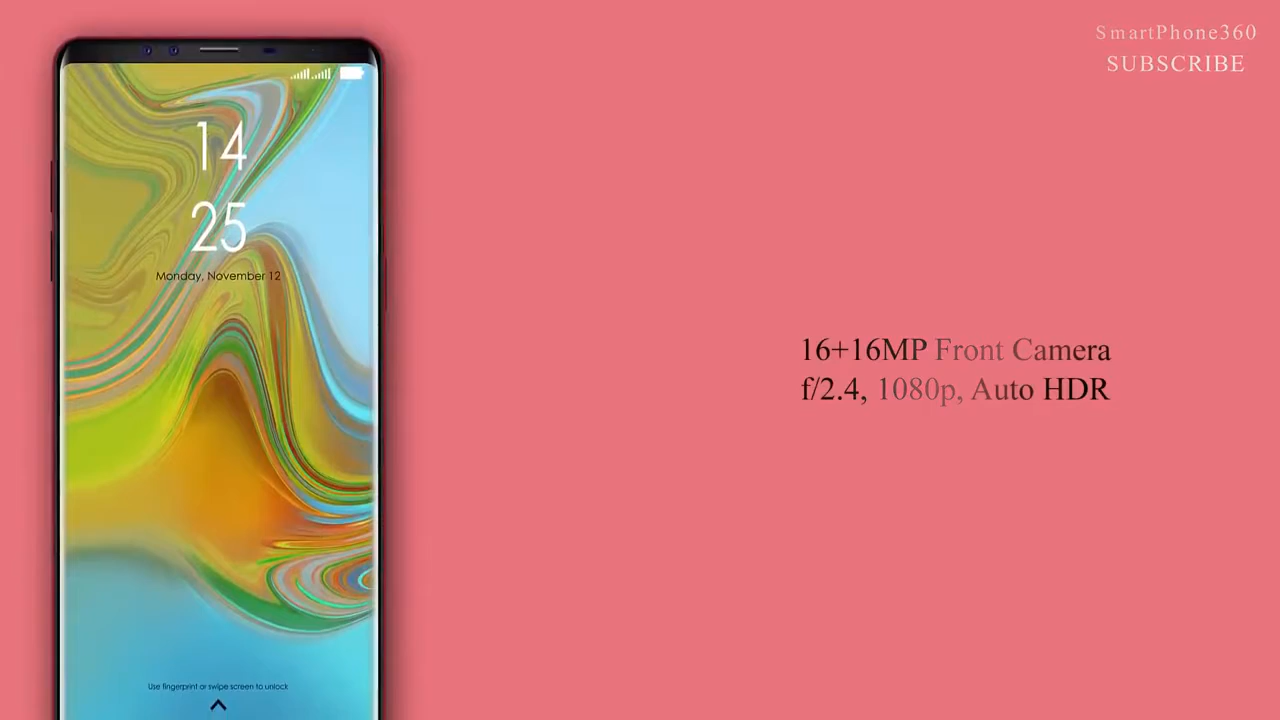 SmartPhone360
SUBSCRIBE
14
25
Monday, November 12
16+16MP Front Camera
f/2.4, 1080p, Auto HDR
Use fingerprint or swipe screen to unlock